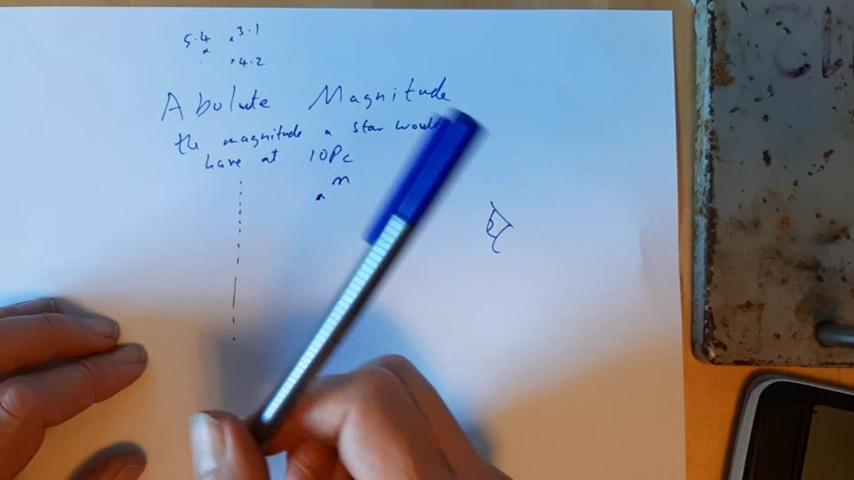 5.4 3.1
4.2
Abolute Magnitude
the magnitude a star would
have at 10Pc
m